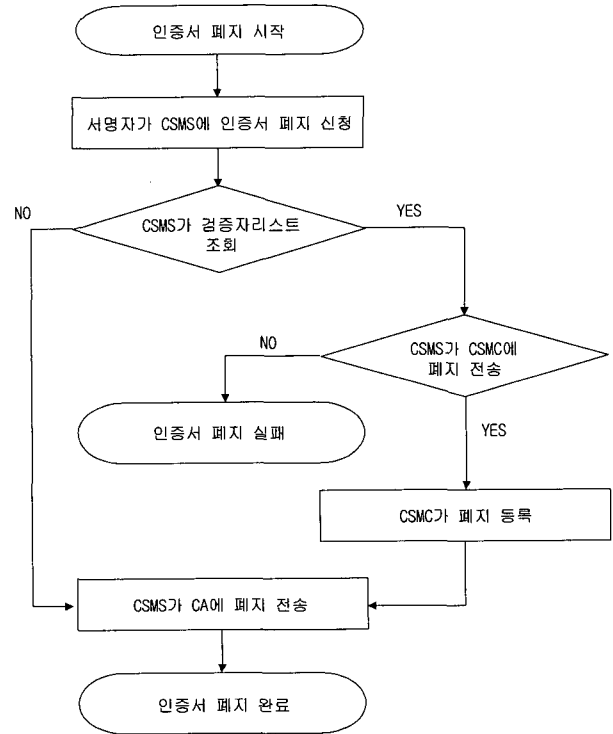 인증서 폐지 시작
서명자가 CSMS에 인증서 폐지 신청
NO
YES
CSMS가 검증자리스트
조회
NO
CSMS가 CSMC에
폐지 전송
인증서 폐지 실패
YES
CSMC가 폐지 등록
CSMS가 CA에 폐지 전송
인증서 폐지 완료